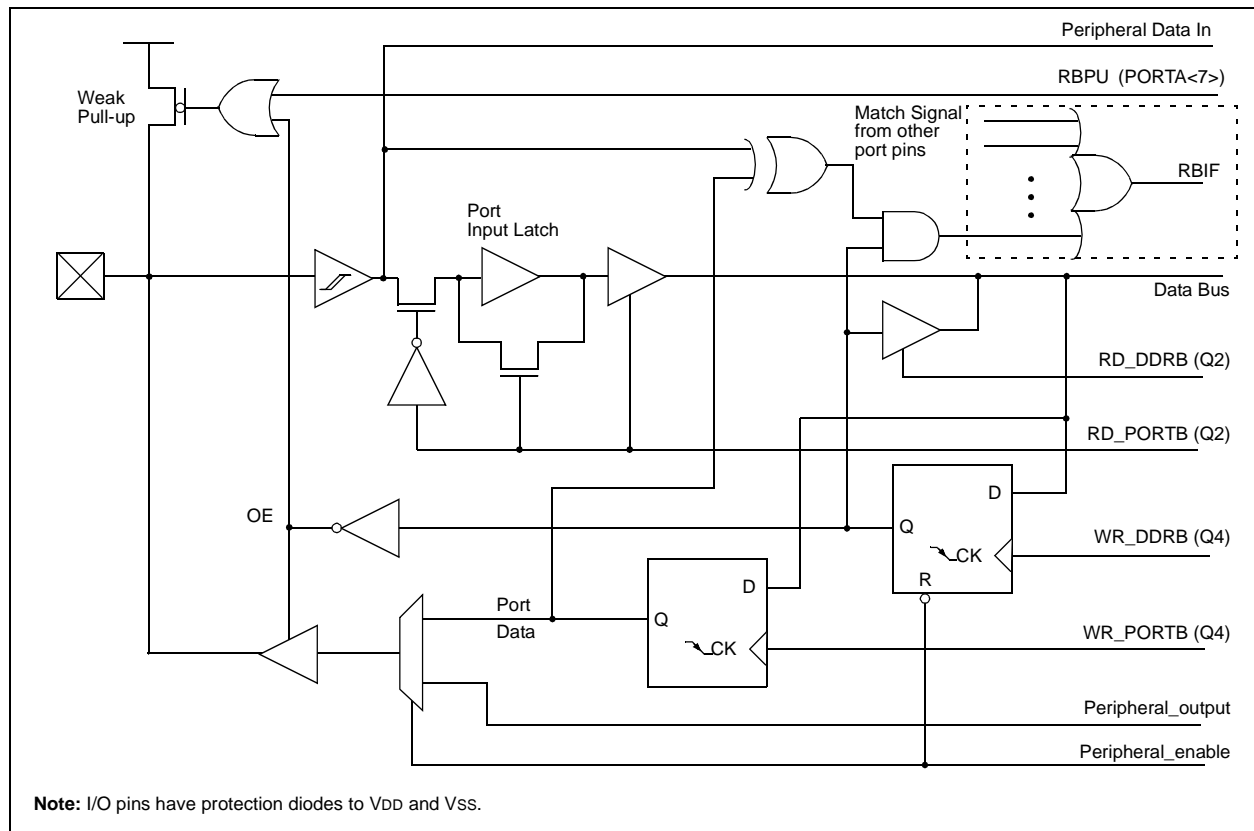 Peripheral Data In
RBPU (PORTA<7>)
Weak
Pull-up
Match Signal
from other
port pins
RBIF
Port
Input Latch
Data Bus
RD_DDRB (Q2)
RD_PORTB (Q2)
D
OE
Q
WR_DDRB (Q4)
CK
R
D
Port
Data
Q
WR_PORTB (Q4)
CK
Peripheral_output
Peripheral_enable
Note: I/O pins have protection diodes to VDD and VSS.